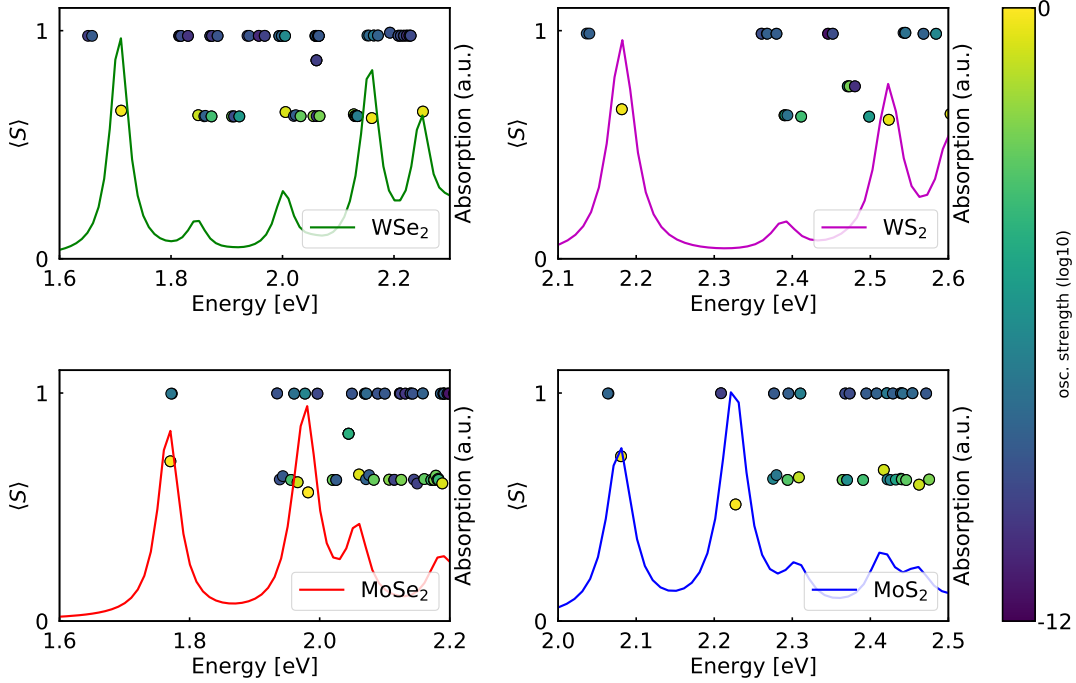 1
0
⟨S⟩
1.6 1.8 2.0 2.2
Energy [eV]
Absorption (a.u.)
WSe₂
1
0
⟨S⟩
2.1 2.2 2.3 2.4 2.5 2.6
Energy [eV]
Absorption (a.u.)
WS₂
0
-12
osc. strength (log10)
1
0
⟨S⟩
1.6 1.8 2.0 2.2
Energy [eV]
Absorption (a.u.)
MoSe₂
1
0
⟨S⟩
2.0 2.1 2.2 2.3 2.4 2.5
Energy [eV]
Absorption (a.u.)
MoS₂